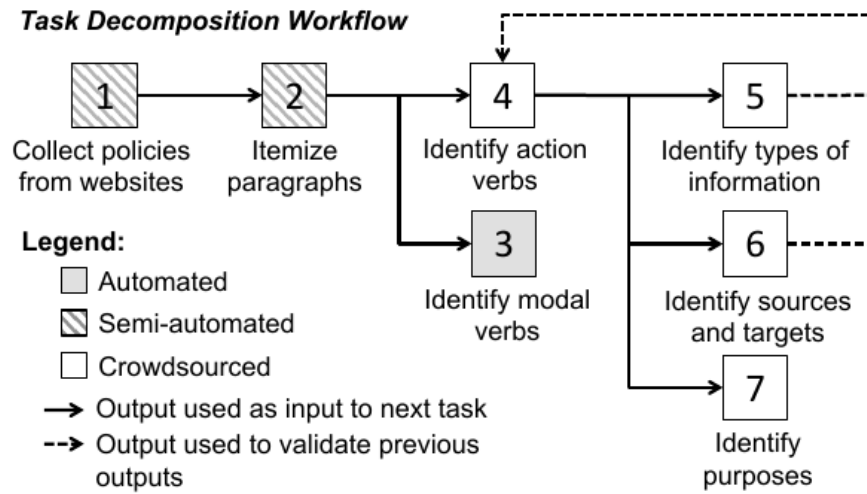 Task Decomposition Workflow
1
2
4
5
Collect policies
from websites
Itemize
paragraphs
Identify action
verbs
Identify types of
information
3
Identify modal
verbs
6
Identify sources
and targets
7
Identify
purposes
Legend:
Automated
Semi-automated
Crowdsourced
Output used as input to next task
Output used to validate previous
outputs